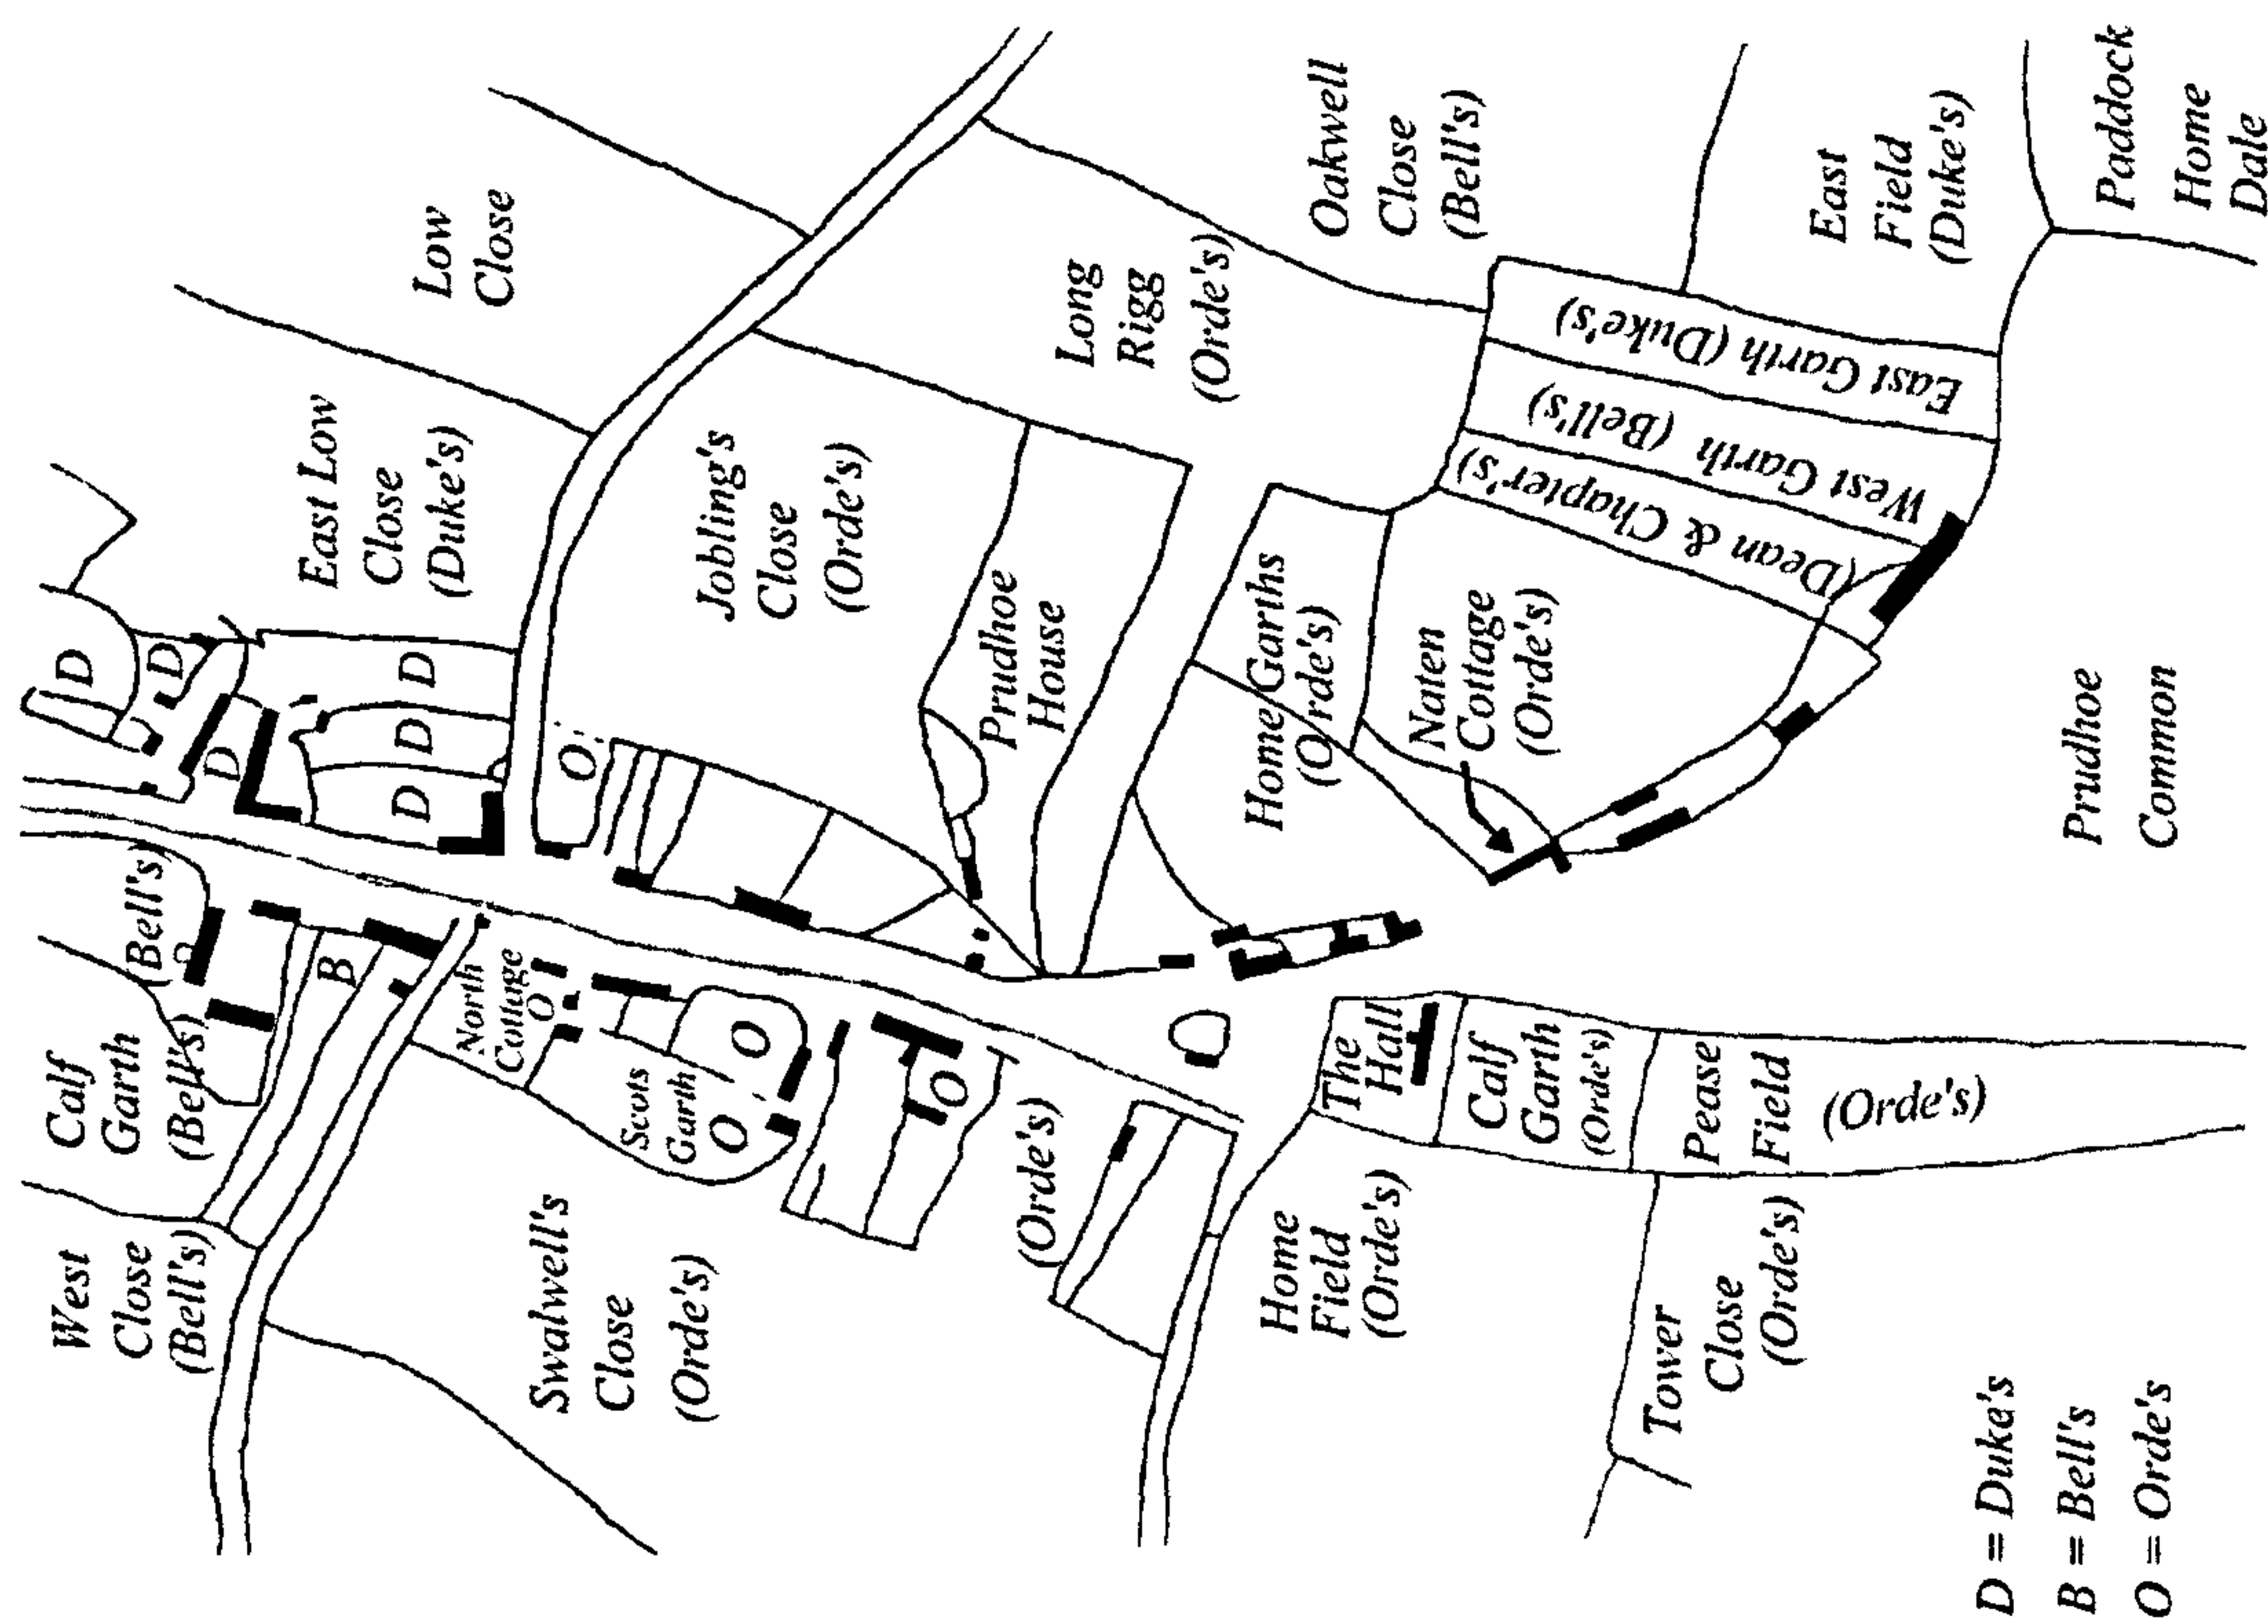 West
Close
(Bell's)
Calf
Garth
(Bell's)
(Bell's)
B
D
D
D
D
D
D
East Low
Close
(Duke's)
Low
Close
North
Cottage
O
Scots
Garth
O
O
O
Swalwell's
Close
(Orde's)
O
Jobling's
Close
(Orde's)
Prudhoe
House
Long
Rigg
(Orde's)
Oakwell
Close
(Bell's)
(Orde's)
Home
Field
(Orde's)
The
Hall
Calf
Garth
(Orde's)
Pease
Field
(Orde's)
Tower
Close
(Orde's)
Home Garths
(Orde's)
Naten
Cottage
(Orde's)
(Dean & Chapter's)
West Garth (Bell's)
East Garth (Duke's)
East
Field
(Duke's)
Paddock
Home
Dale
Prudhoe
Common
D = Duka's
B = Bell's
O = Orde's